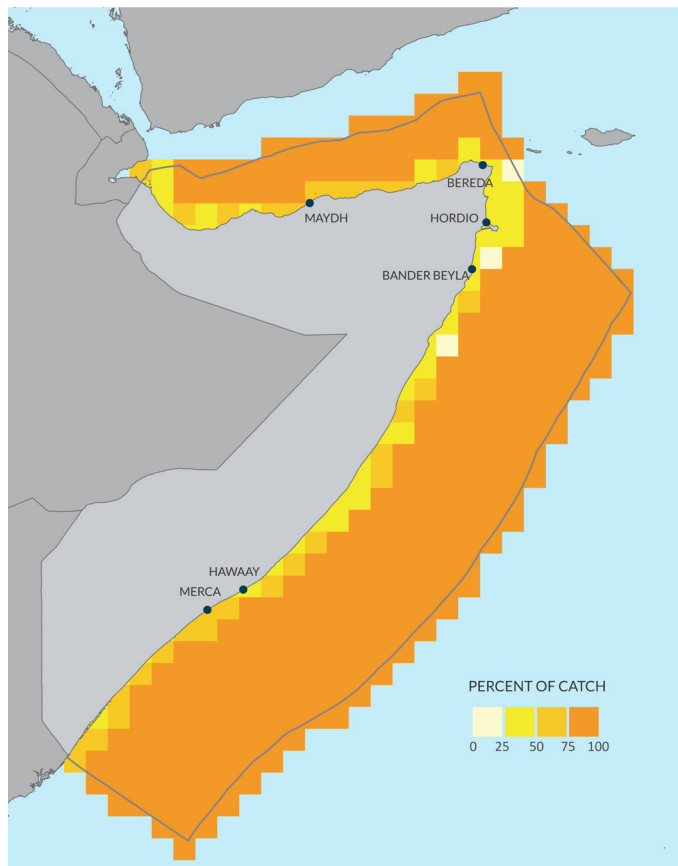 BEREDA
MAYDH
HORDIO
BANDER BEYLA
HAWAAY
MERCA
PERCENT OF CATCH
0 25 50 75 100